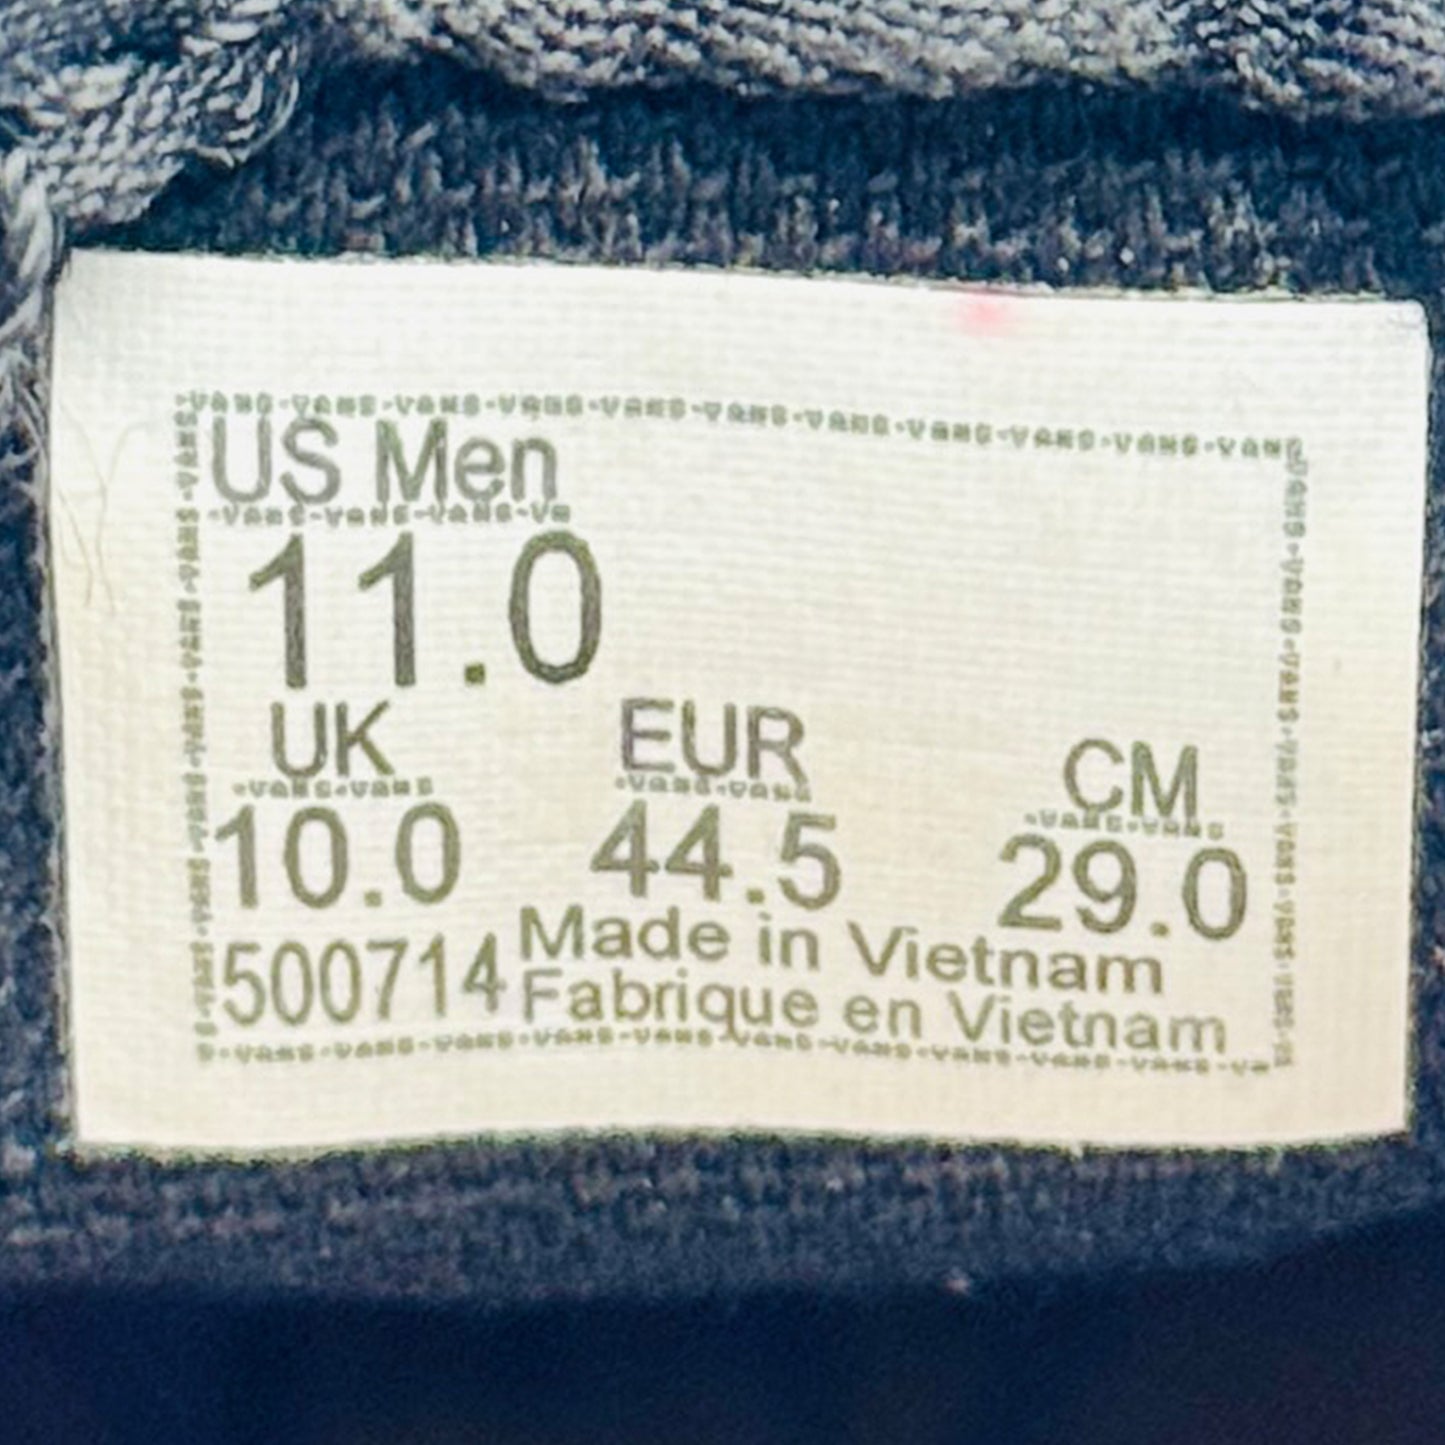 US Men
11.0
UK EUR CM
10.0 44.5 29.0
500714 Made in Vietnam
Fabrique en Vietnam